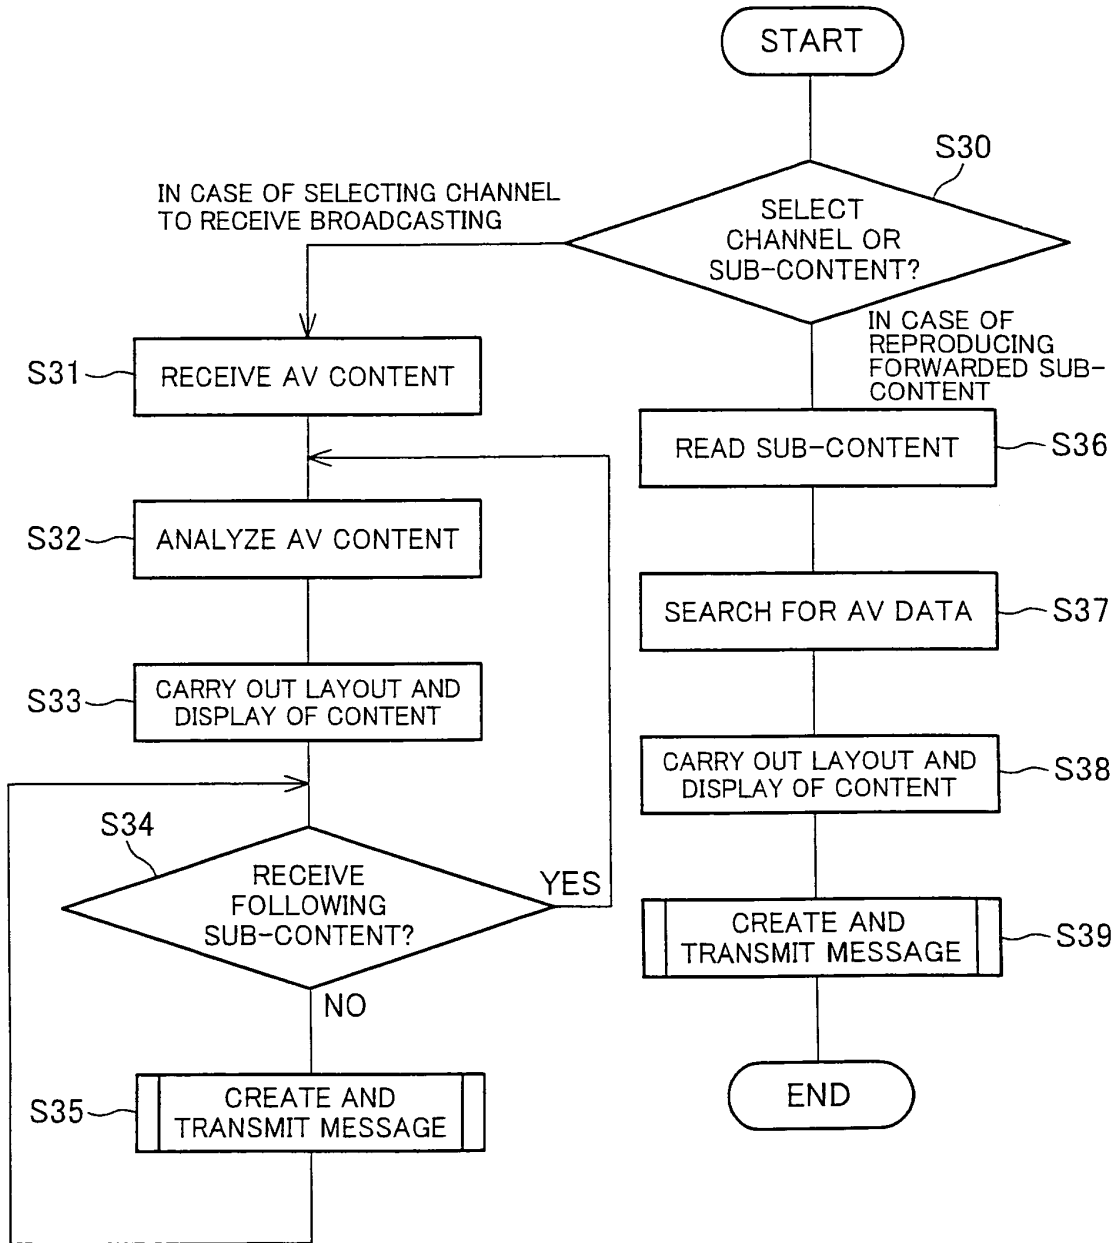 START
S30
SELECT
CHANNEL OR
SUB-CONTENT?
IN CASE OF SELECTING CHANNEL
TO RECEIVE BROADCASTING
IN CASE OF
REPRODUCING
FORWARDED SUB-
CONTENT
S31
RECEIVE AV CONTENT
S32
ANALYZE AV CONTENT
S33
CARRY OUT LAYOUT AND
DISPLAY OF CONTENT
S34
RECEIVE
FOLLOWING
SUB-CONTENT?
YES
NO
S35
CREATE AND
TRANSMIT MESSAGE
READ SUB-CONTENT
S36
SEARCH FOR AV DATA
S37
CARRY OUT LAYOUT AND
DISPLAY OF CONTENT
S38
CREATE AND
TRANSMIT MESSAGE
S39
END